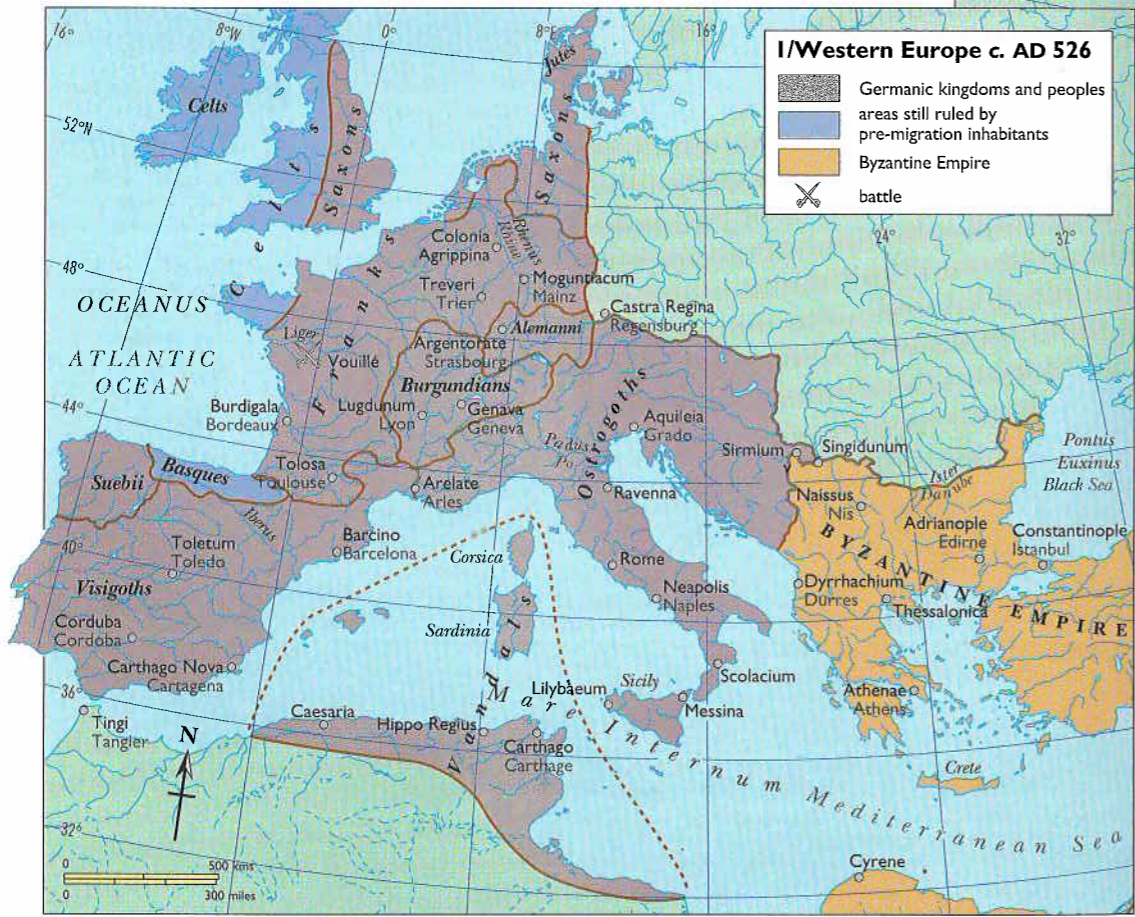 16°
8°W
0°
8°E
16°
I/Western Europe c. AD 526
Germanic kingdoms and peoples
areas still ruled by
pre-migration inhabitants
Byzantine Empire
battle
24°
32°
52°N
48°
44°
40°
36°
32°
Celts
Celts
Saxons
Jutes
Saxons
Franks
Colonia
Agrippina
Rhenus
Rhine
Treveri
Trier
Moguntiacum
Mainz
Castra Regina
Regensburg
OCEANUS
ATLANTIC
OCEAN
Liger
Vouillé
Alemanni
Argentorate
Strasbourg
Burgundians
Burdigala
Bordeaux
Lugdunum
Lyon
Genava
Geneva
Ostrogoths
Aquileia
Grado
Padus
Po
Sirmium
Singidunum
Pontus
Euxinus
Black Sea
Suebii
Basques
Tolosa
Toulouse
Arelate
Arles
Ravenna
Ister
Danube
Naissus
Nis
Iberus
Barcino
Barcelona
Adrianople
Edirne
Constantinople
Istanbul
Toletum
Toledo
Corsica
Rome
BYZANTINE EMPIRE
Visigoths
Neapolis
Naples
Dyrrhachium
Durres
Thessalonica
Corduba
Cordoba
Sardinia
Vandals
Carthago Nova
Cartagena
Lilybaeum
Sicily
Scolacium
Messina
Athenae
Athens
Tingi
Tangier
Caesaria
Hippo Regius
Carthago
Carthage
Mare Internum Mediterranean Sea
Crete
N
Cyrene
0
500 kms
0
300 miles